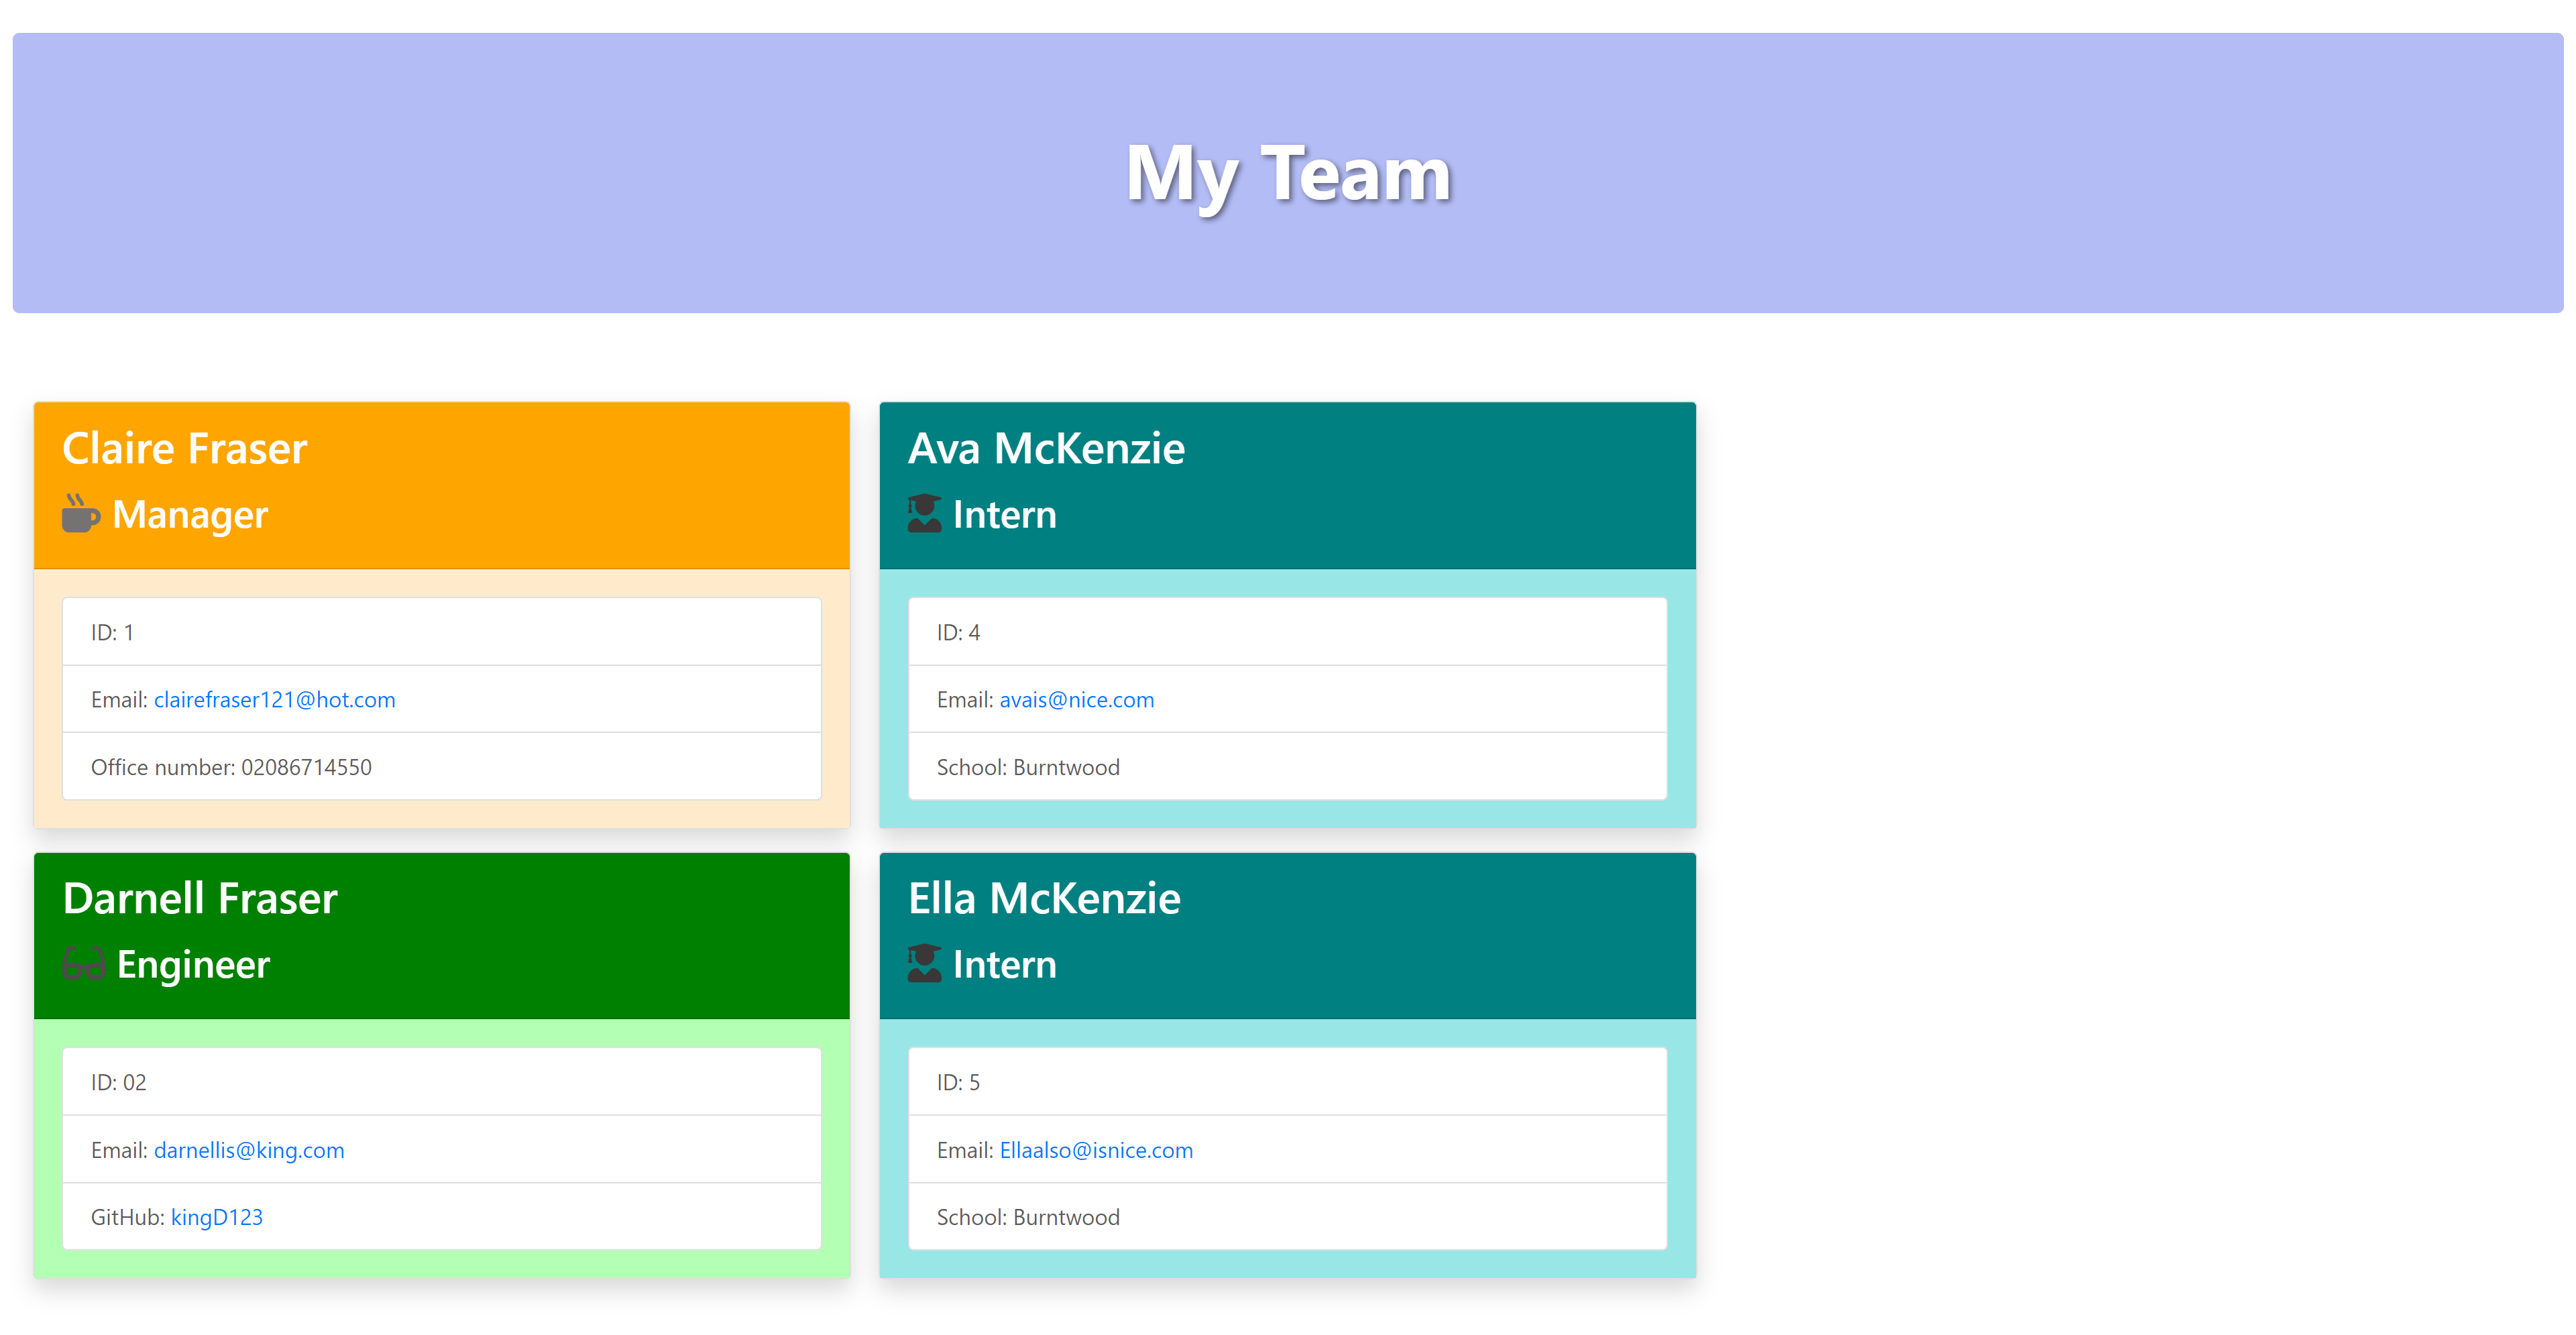 My Team
Claire Fraser
Manager
ID: 1
Email: clairefraser121@hot.com
Office number: 02086714550
Darnell Fraser
Engineer
ID: 02
Email: darnellis@king.com
GitHub: kingD123
Ava McKenzie
Intern
ID: 4
Email: avais@nice.com
School: Burntwood
Ella McKenzie
Intern
ID: 5
Email: Ellaalso@isnice.com
School: Burntwood